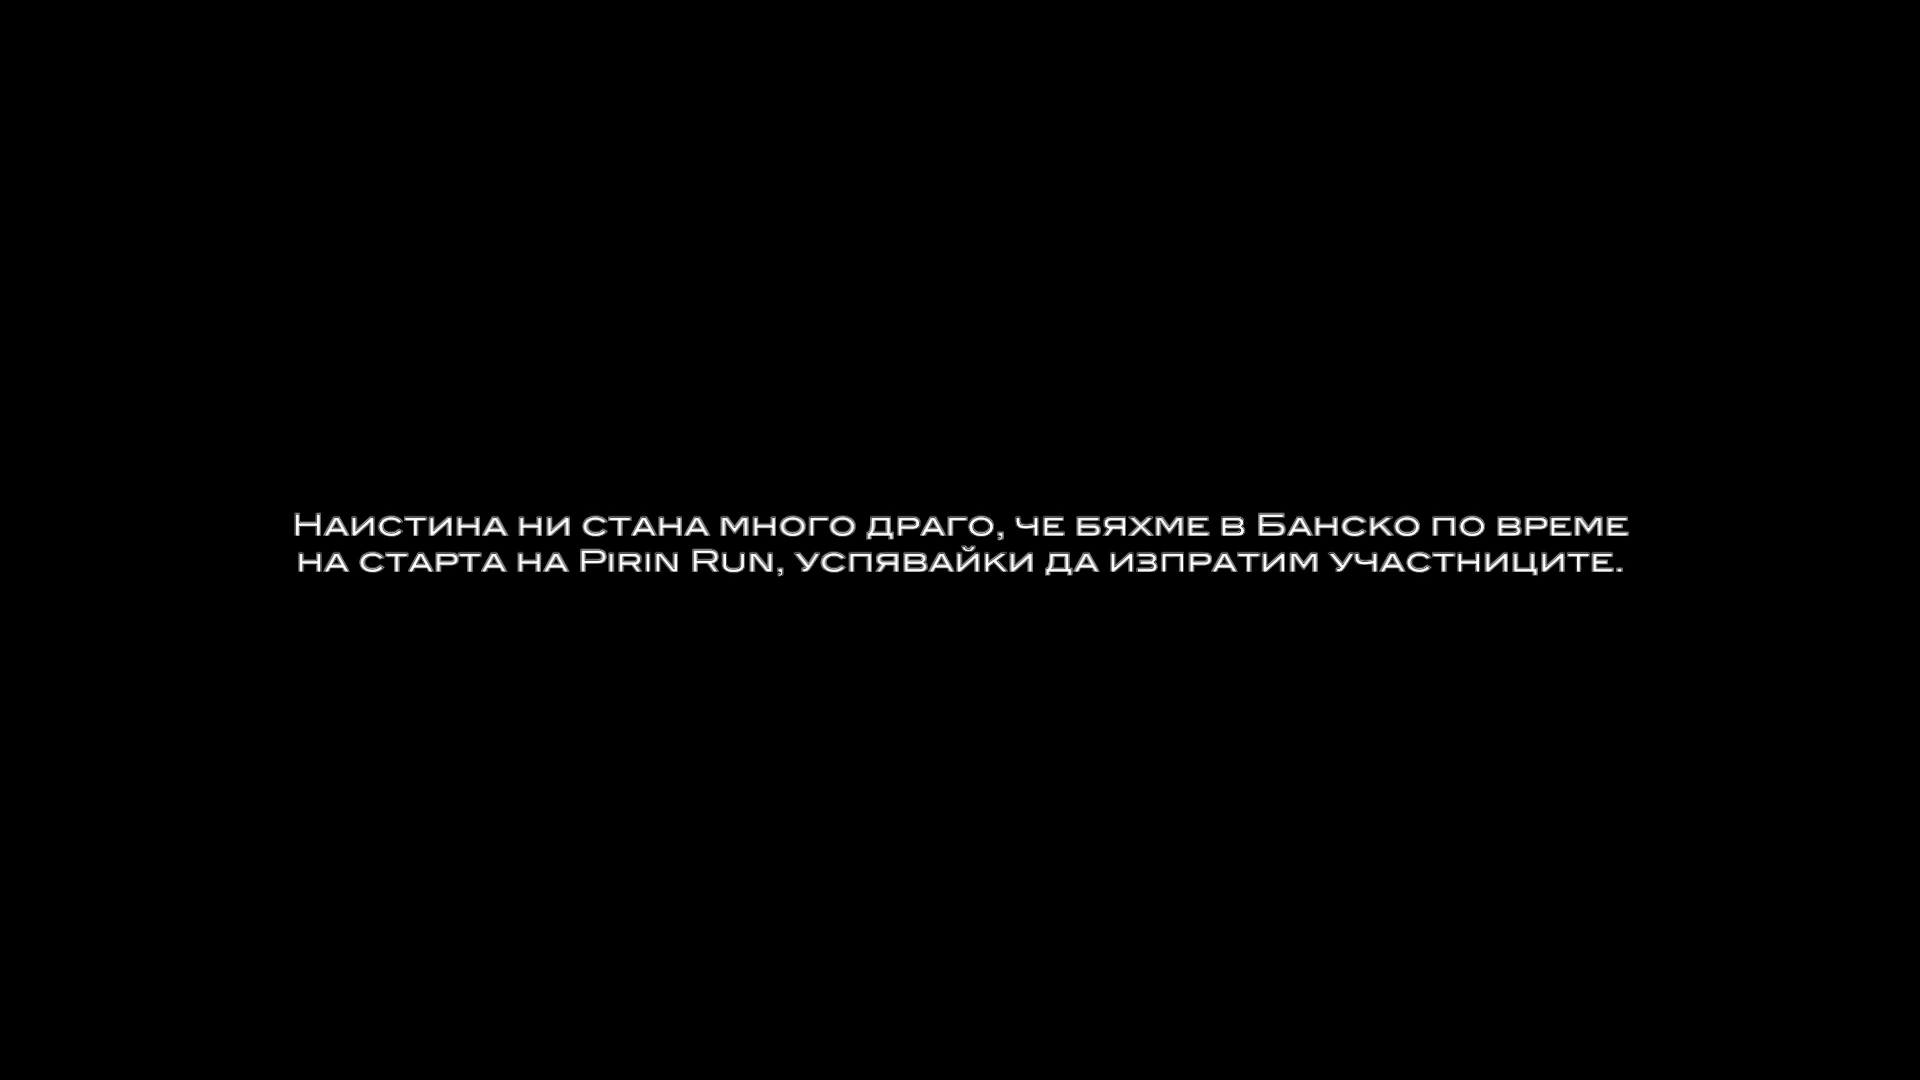 Наистина ни стана много драго, че бяхме в Банско по време
на старта на Pirin Run, успявайки да изпратим участниците.